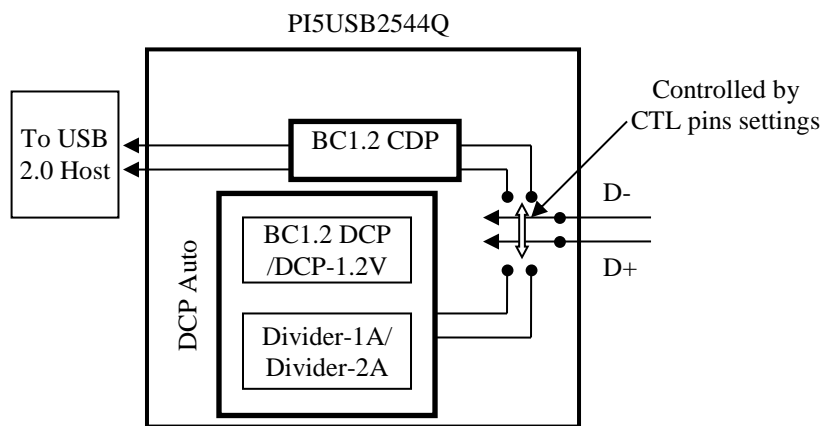 PI5USB2544Q
Controlled by
CTL pins settings
To USB
2.0 Host
BC1.2 CDP
D-
D+
DCP Auto
BC1.2 DCP
/DCP-1.2V
Divider-1A/
Divider-2A